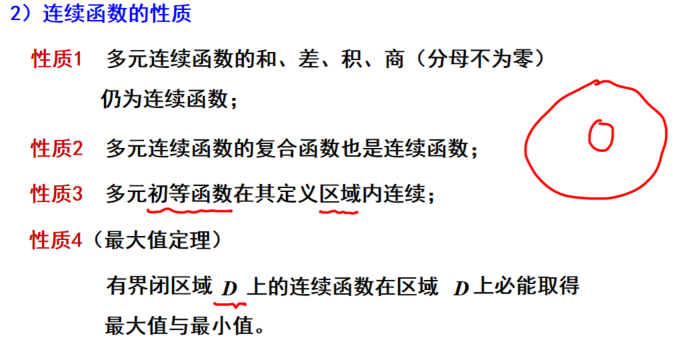 2）连续函数的性质
性质1 多元连续函数的和、差、积、商（分母不为零）
仍为连续函数；
性质2 多元连续函数的复合函数也是连续函数；
性质3 多元初等函数在其定义区域内连续；
性质4（最大值定理）
有界闭区域 D 上的连续函数在区域 D 上必能取得
最大值与最小值。